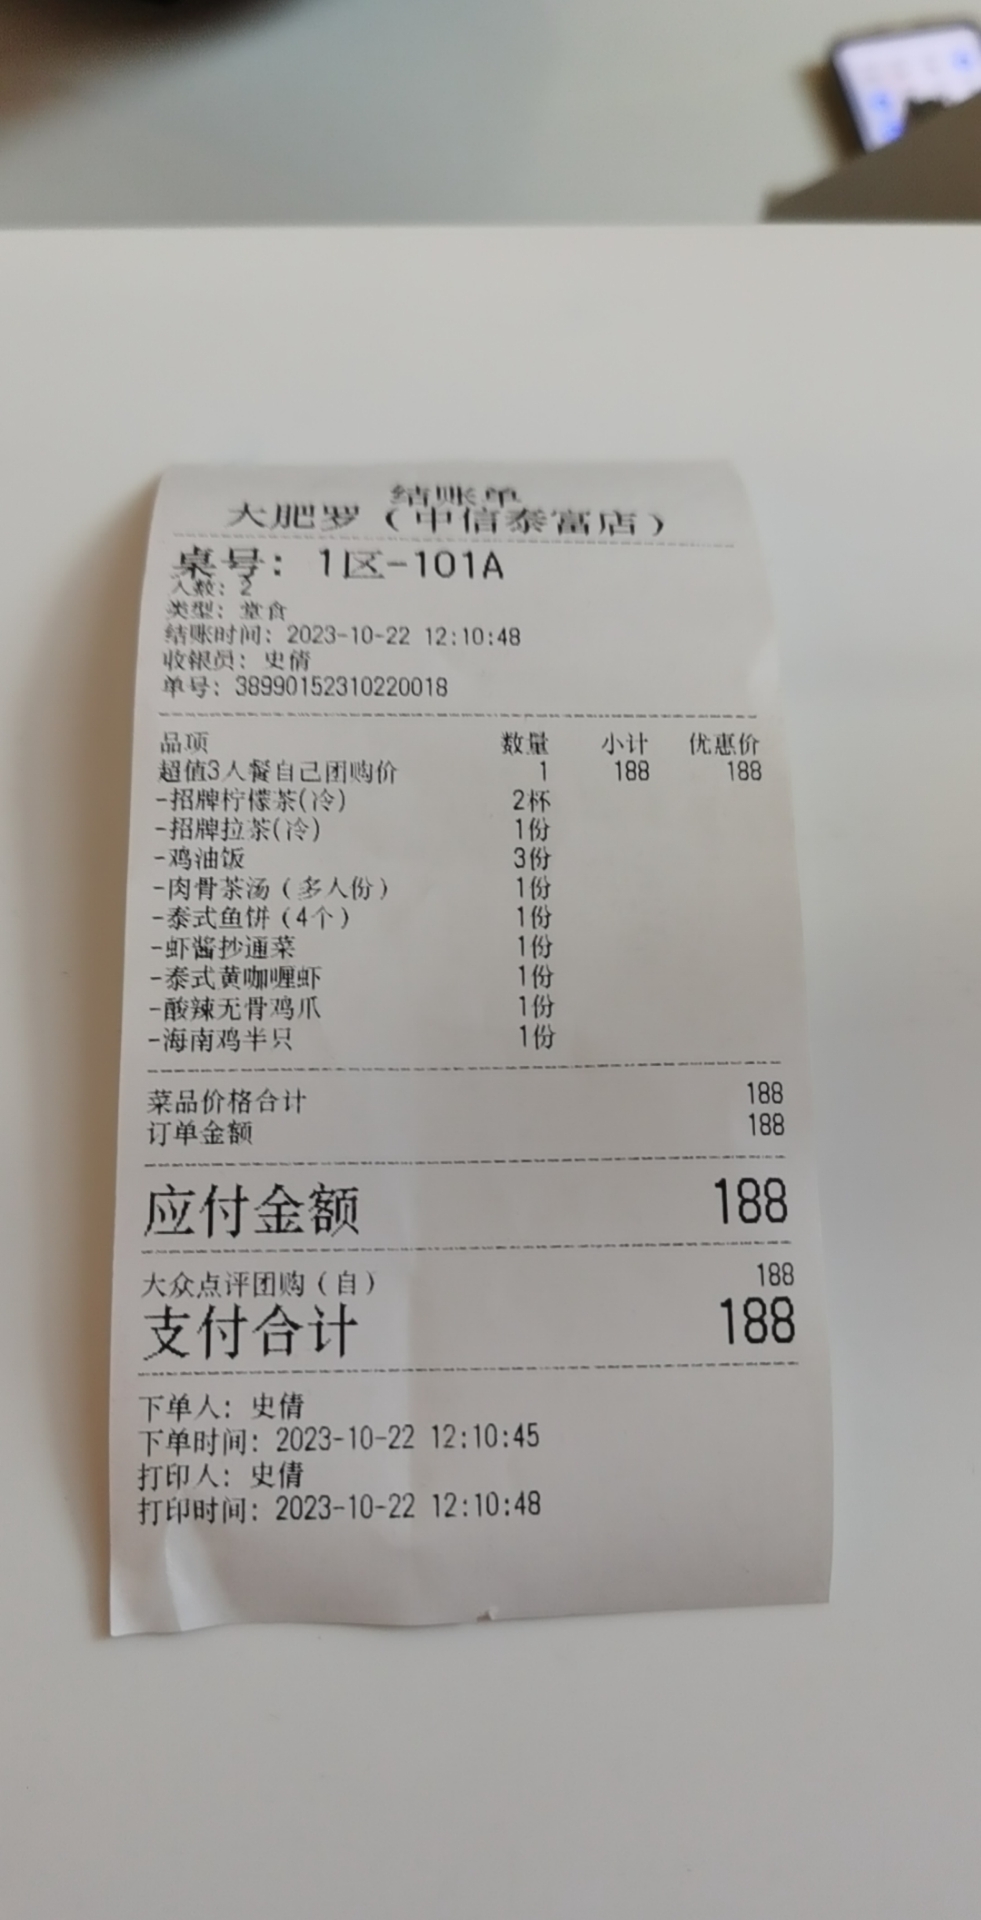 结账单
大肥罗（中信泰富店）
桌号：1区-101A
人数：2
类型：堂食
结账时间：2023-10-22 12:10:48
收银员：史倩
单号：38990152310220018
品项 数量 小计 优惠价
超值3人餐自己团购价 1 188 188
-招牌柠檬茶(冷) 2杯
-招牌拉茶(冷) 1份
-鸡油饭 3份
-肉骨茶汤（多人份） 1份
-泰式鱼饼（4个） 1份
-虾酱抄通菜 1份
-泰式黄咖喱虾 1份
-酸辣无骨鸡爪 1份
-海南鸡半只 1份
菜品价格合计 188
订单金额 188
应付金额 188
大众点评团购（自） 188
支付合计 188
下单人：史倩
下单时间：2023-10-22 12:10:45
打印人：史倩
打印时间：2023-10-22 12:10:48